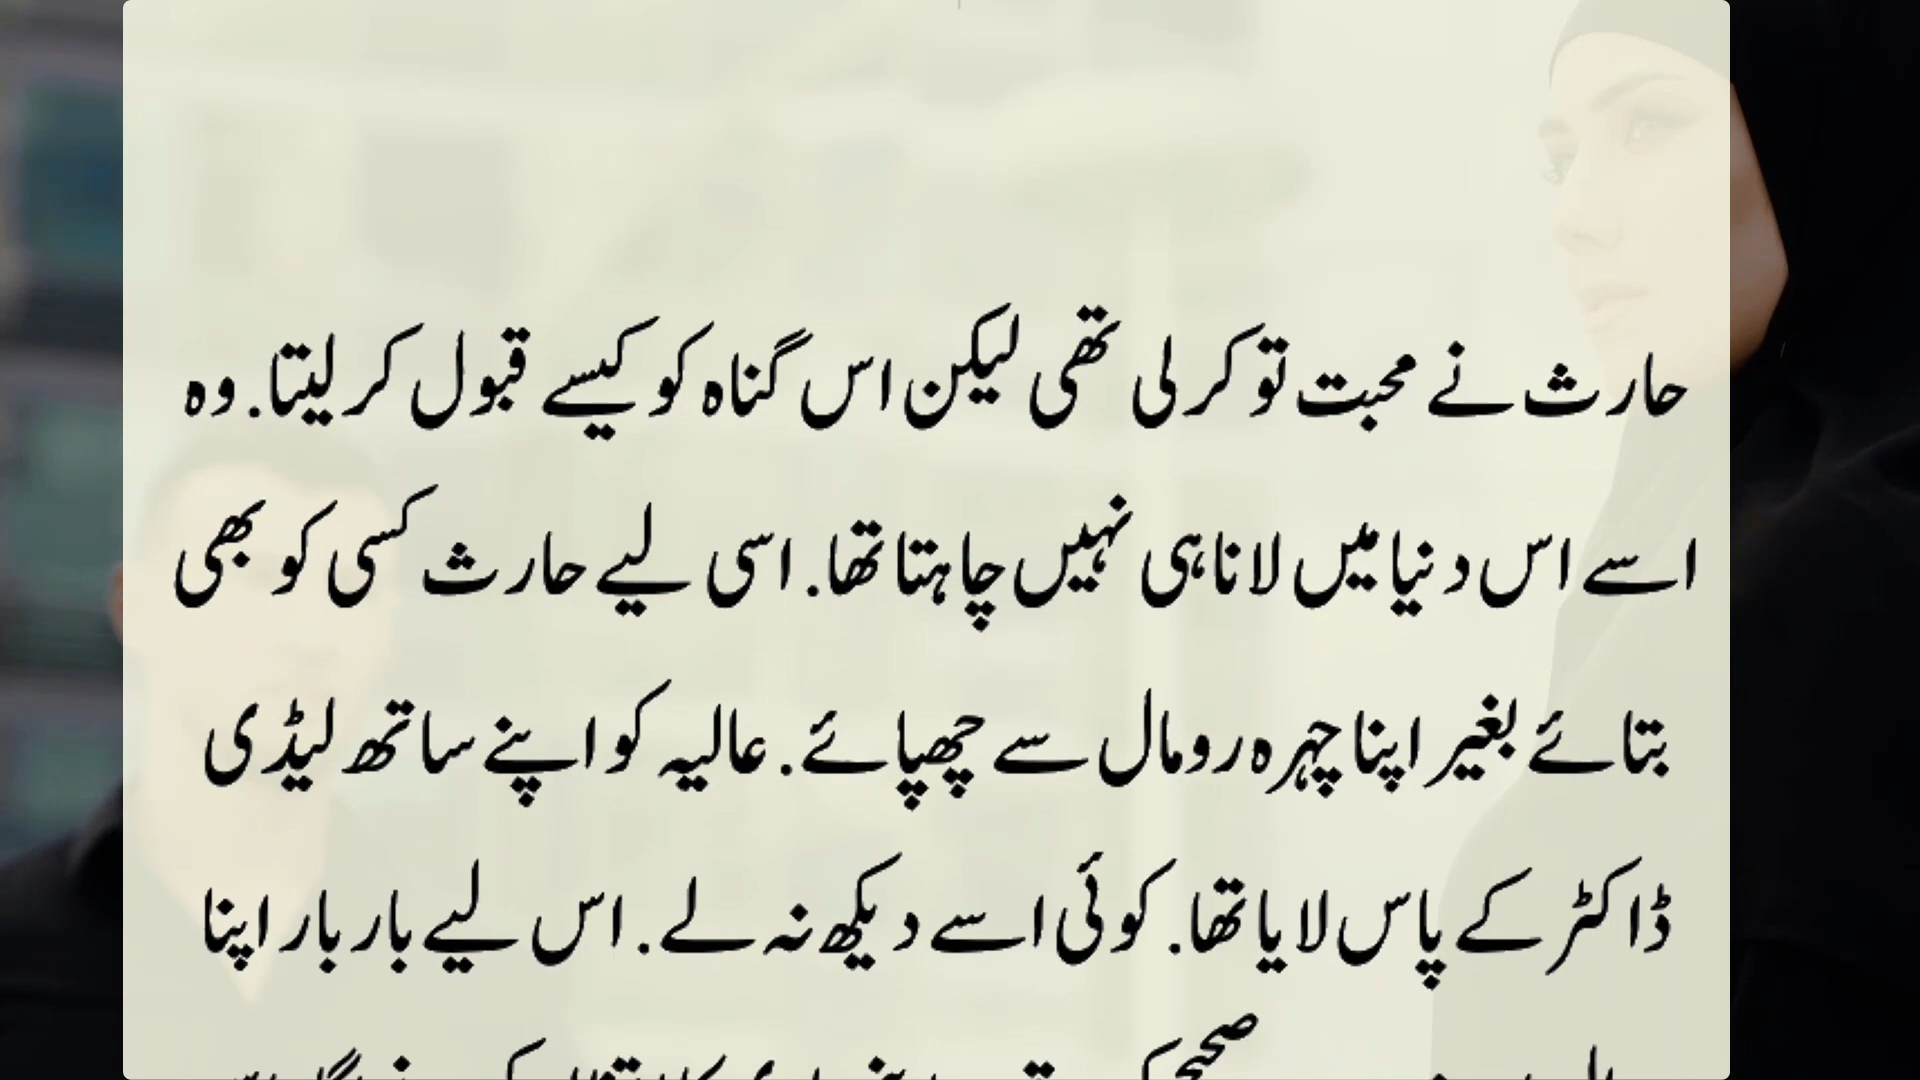 حارث نے محبت تو کر لی تھی لیکن اس گناہ کو کیسے قبول کر لیتا. وہ
اسے اس دنیا میں لانا ہی نہیں چاہتا تھا. اسی لیے حارث کسی کو بھی
بتائے بغیر اپنا چہرہ رومال سے چھپائے. عالیہ کو اپنے ساتھ لیڈی
ڈاکٹر کے پاس لایا تھا. کوئی اسے دیکھ نہ لے. اس لیے بار بار اپنا
صحیح